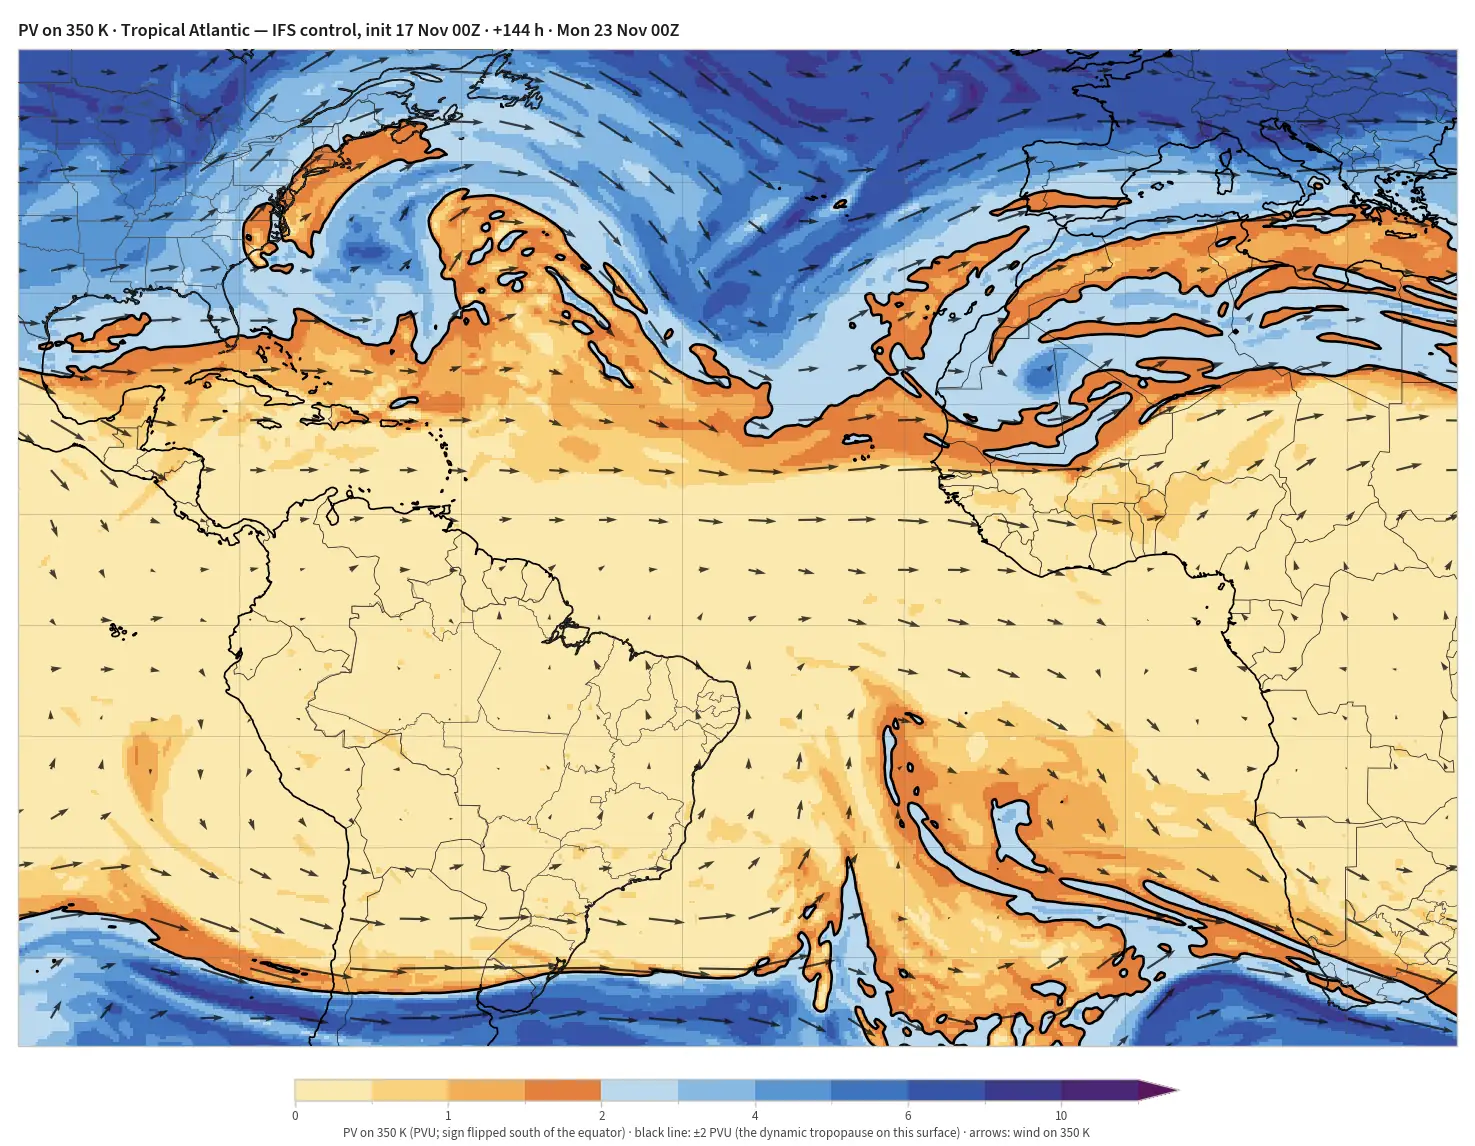 PV on 350 K · Tropical Atlantic — IFS control, init 17 Nov 00Z · +144 h · Mon 23 Nov 00Z
0 1 2 4 6 10
PV on 350 K (PVU; sign flipped south of the equator) · black line: ±2 PVU (the dynamic tropopause on this surface) · arrows: wind on 350 K